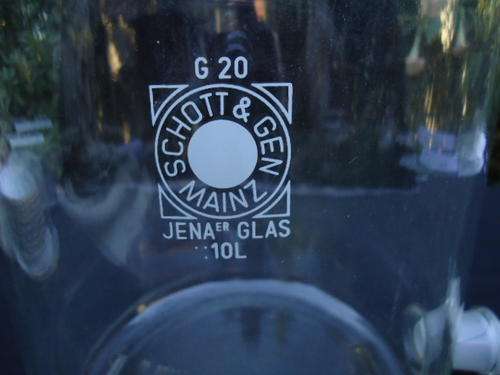 G 20
SCHOTT & GEN
MAINZ
JENAER GLAS
::10L